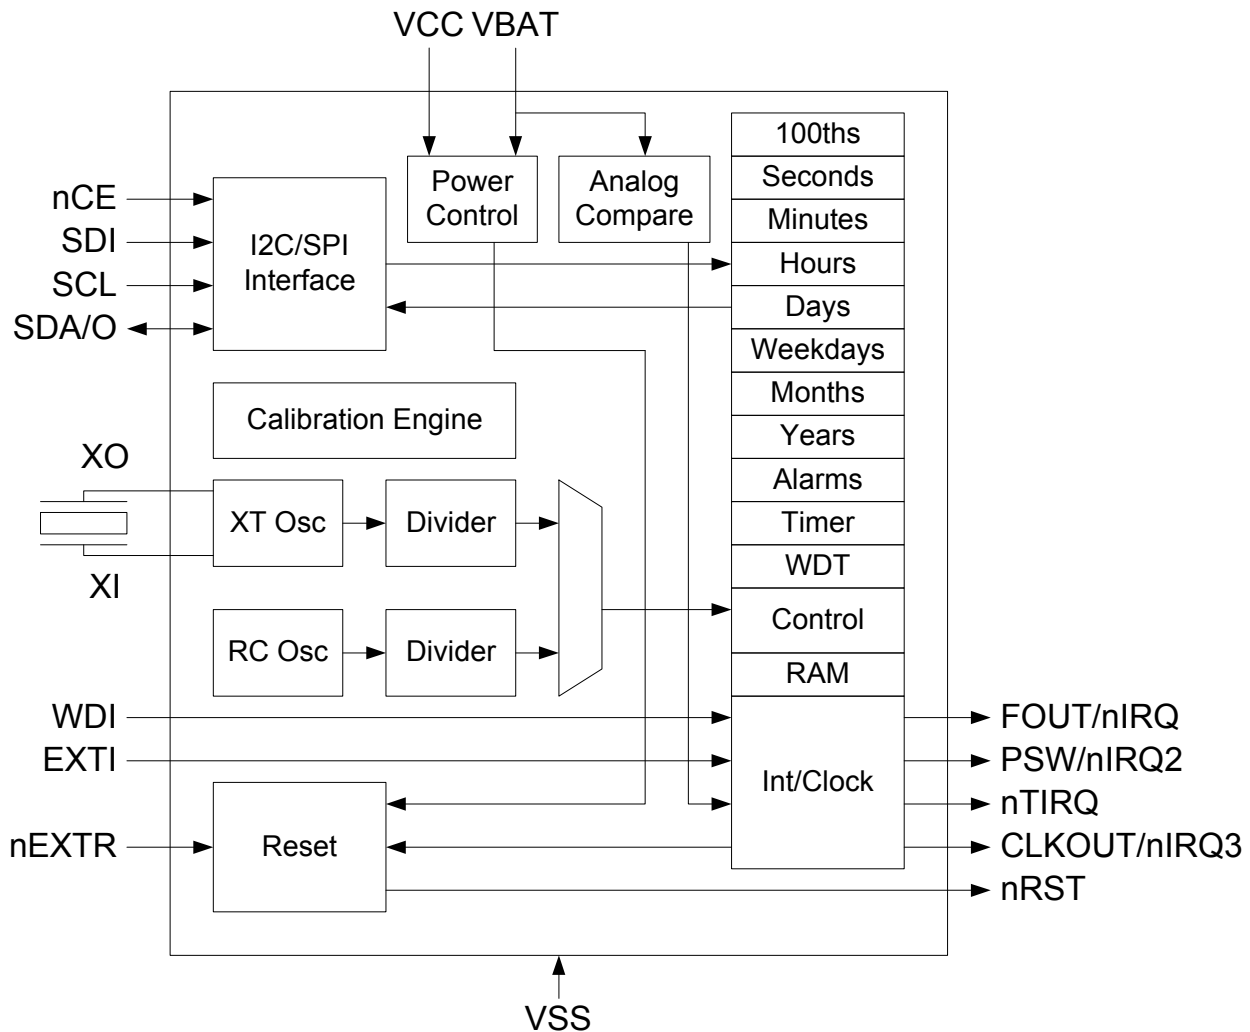 VCC VBAT
nCE
SDI
SCL
SDA/O
I2C/SPI
Interface
Power
Control
Analog
Compare
100ths
Seconds
Minutes
Hours
Days
Weekdays
Months
Years
Alarms
Timer
WDT
Control
RAM
Int/Clock
Calibration Engine
XO
XI
XT Osc
Divider
RC Osc
Divider
WDI
EXTI
nEXTR
Reset
FOUT/nIRQ
PSW/nIRQ2
nTIRQ
CLKOUT/nIRQ3
nRST
VSS